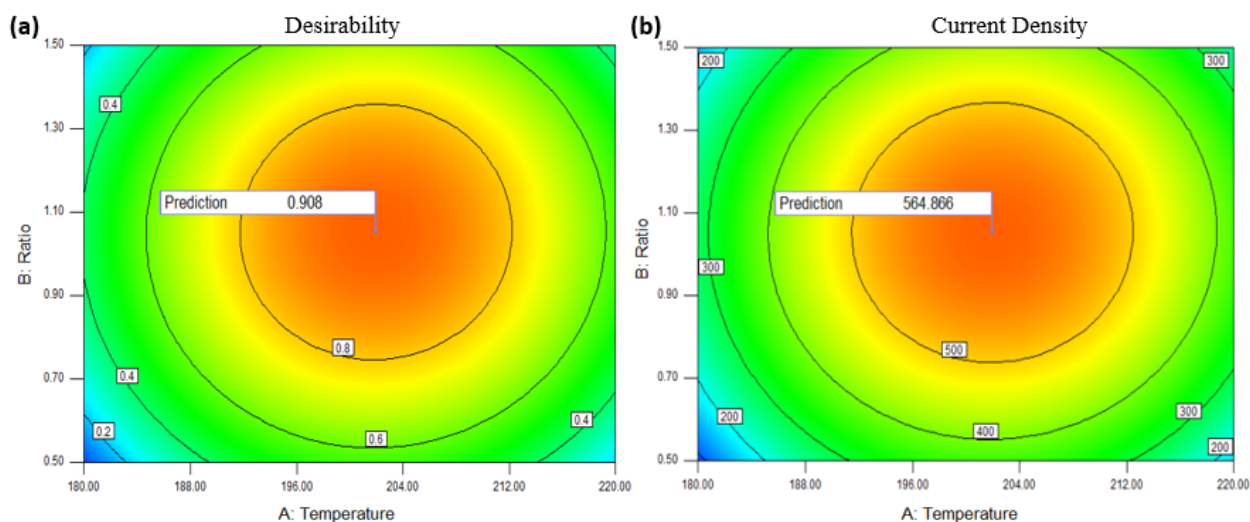 (a) Desirability
1.50
1.30
1.10
0.90
0.70
0.50
B: Ratio
0.4
Prediction 0.908
0.8
0.4
0.2
0.6
0.4
180.00 188.00 196.00 204.00 212.00 220.00
A: Temperature
(b) Current Density
1.50
1.30
1.10
0.90
0.70
0.50
B: Ratio
200
300
Prediction 564.866
300
500
200
400
300
200
180.00 188.00 196.00 204.00 212.00 220.00
A: Temperature